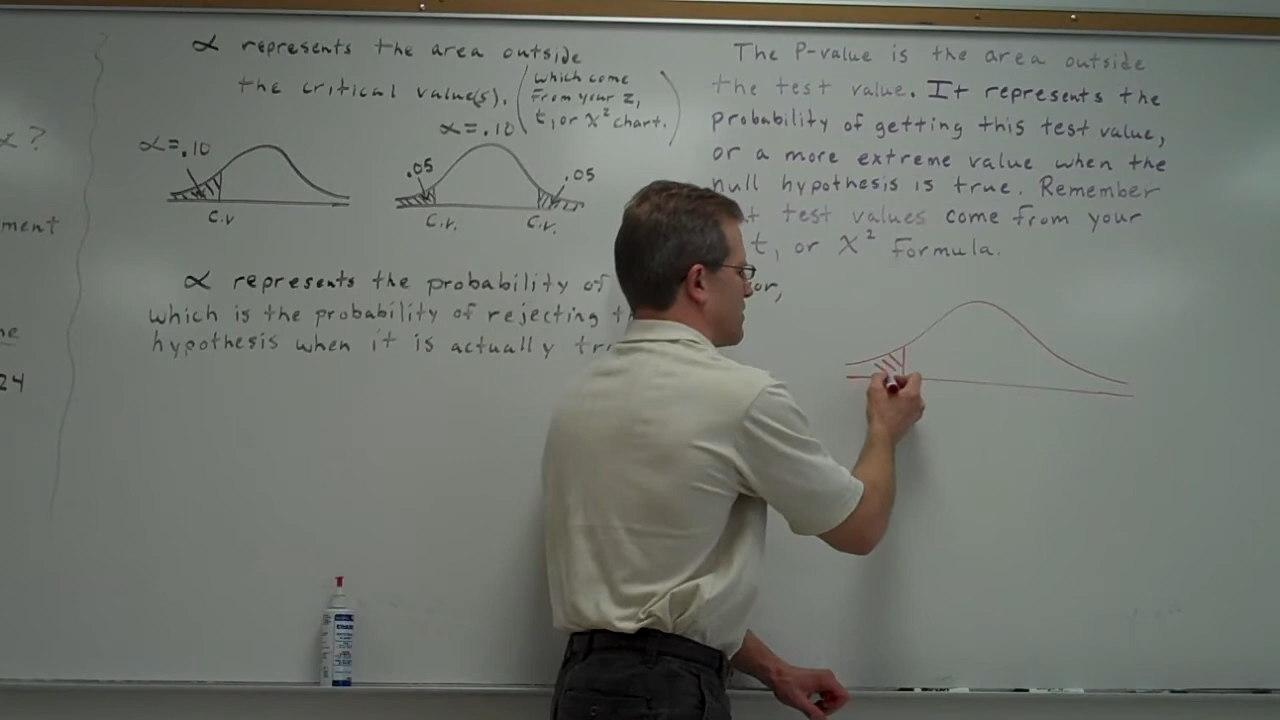 α?
ment
24
α represents the area outside
the critical value(s).
(which come
from your z,
t, or χ² chart.)
α=.10
C.V
α=.10
.05
.05
C.V.
C.V.
α represents the probability of
which is the probability of rejecting
hypothesis when it is actually
The P-value is the area outside
the test value. It represents the
probability of getting this test value,
or a more extreme value when the
null hypothesis is true. Remember
test values come from your
t, or χ² formula.